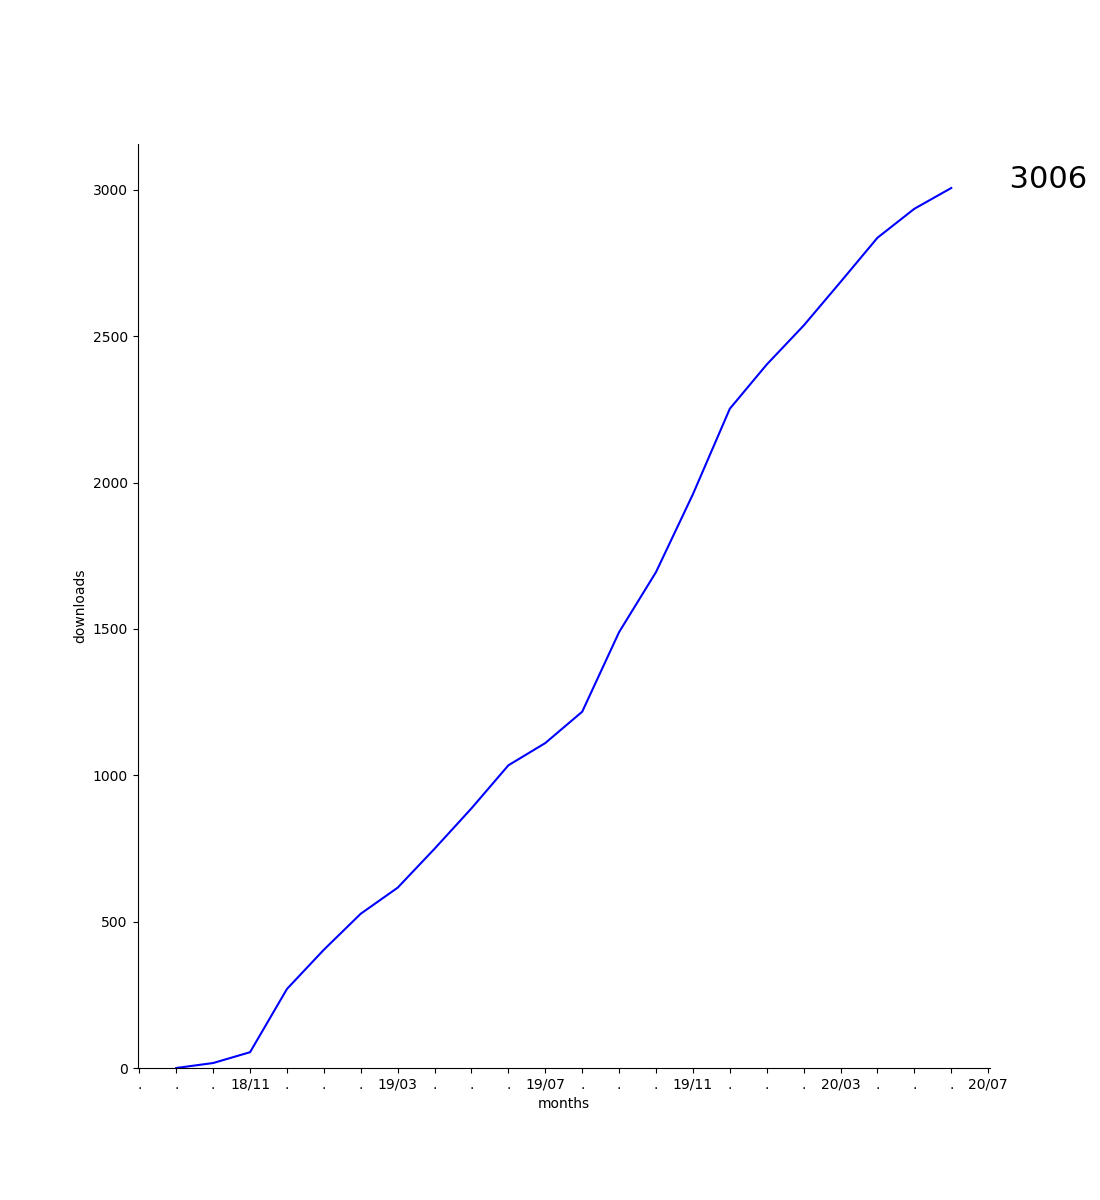 3006
3000
2500
2000
1500
1000
500
0
downloads
. . . 18/11 . . . 19/03 . . . 19/07 . . . 19/11 . . . 20/03 . . . 20/07
months